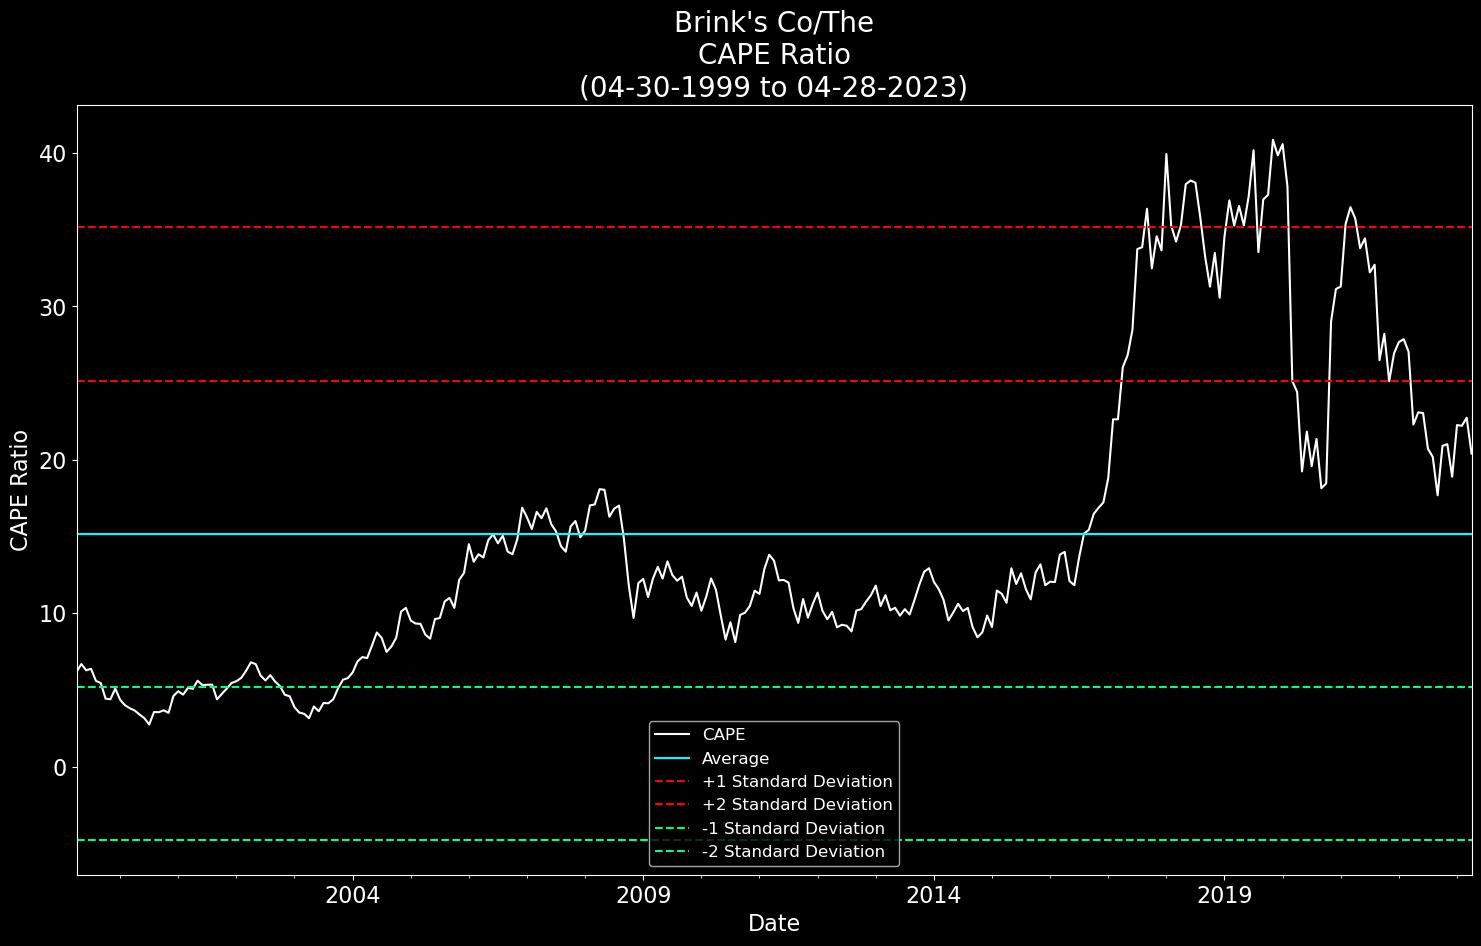 Brink's Co/The
CAPE Ratio
(04-30-1999 to 04-28-2023)
40
30
20
10
0
CAPE Ratio
CAPE
Average
+1 Standard Deviation
+2 Standard Deviation
-1 Standard Deviation
-2 Standard Deviation
2004
2009
2014
2019
Date